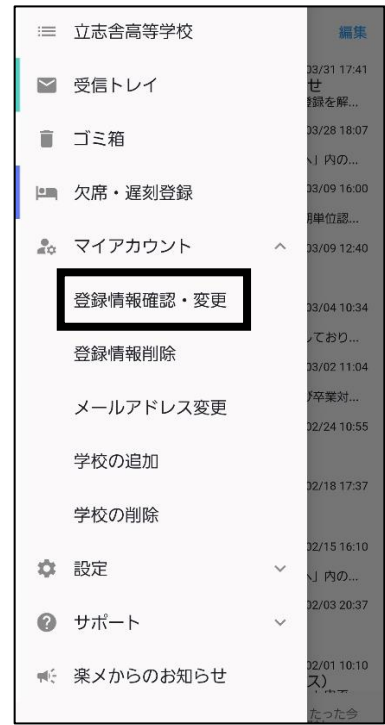 立志舎高等学校
編集
受信トレイ
ゴミ箱
欠席・遅刻登録
マイアカウント
登録情報確認・変更
登録情報削除
メールアドレス変更
学校の追加
学校の削除
設定
サポート
楽メからのお知らせ
03/31 17:41
せ
登録を解...
03/28 18:07
」内の...
03/09 16:00
期単位認...
03/09 12:40
03/04 10:34
ており...
03/02 11:04
び卒業対...
02/24 10:55
02/18 17:37
02/15 16:10
」内の...
02/03 20:37
02/01 10:10
ス)
たった今